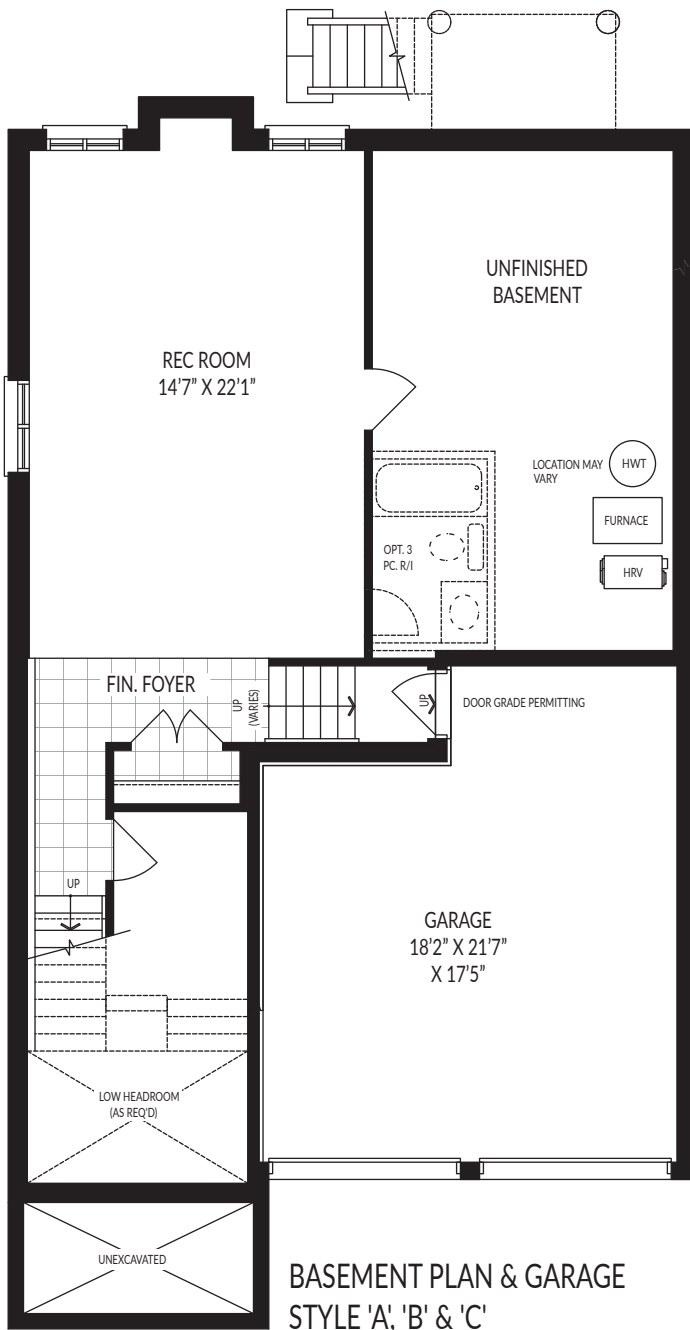 UNFINISHED
BASEMENT
REC ROOM
14'7" X 22'1"
LOCATION MAY
VARY
HWT
FURNACE
OPT. 3
PC. R/I
HRV
FIN. FOYER
UP
(VARIES)
UP
DOOR GRADE PERMITTING
UP
GARAGE
18'2" X 21'7"
X 17'5"
LOW HEADROOM
(AS REQ'D)
UNEXCAVATED
BASEMENT PLAN & GARAGE
STYLE 'A', 'B' & 'C'